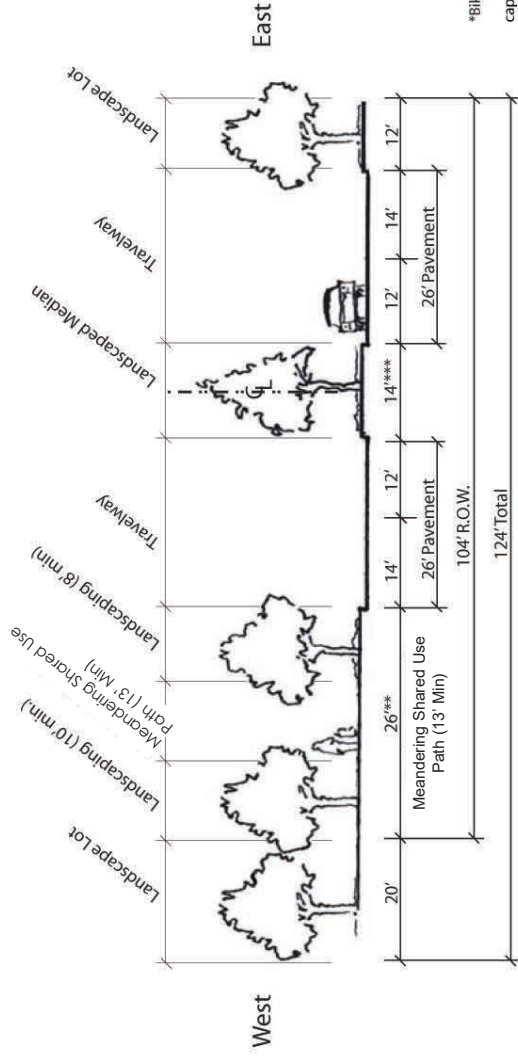 West
East
Landscape Lot
Landscaping (10' min.)
Meandering Shared Use
Path (13' Min)
Landscaping (8' min)
Travelway
Landscaped Median
Travelway
Landscape Lot
CL
20'
26'**
14'
12'
14'***
12'
14'
12'
Meandering Shared Use
Path (13' Min)
26' Pavement
26' Pavement
104' R.O.W.
124' Total
cap